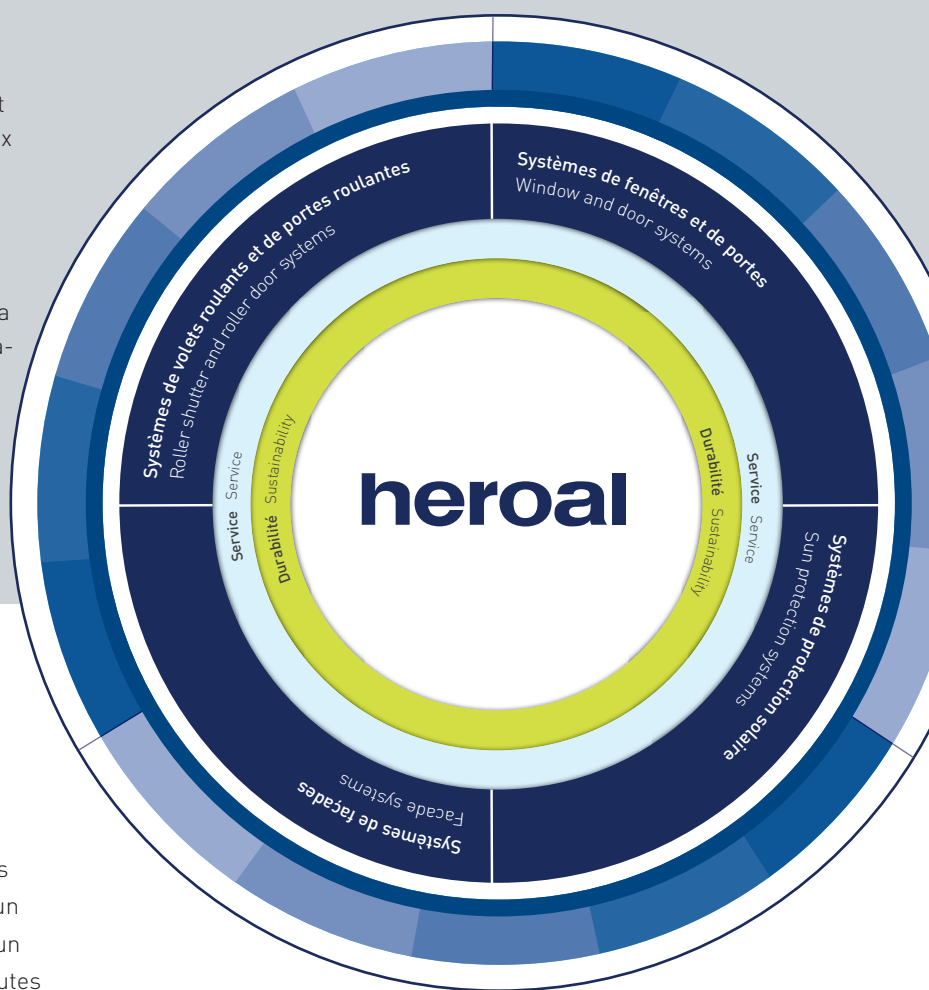 Systèmes de volets roulants et de portes roulantes
Roller shutter and roller door systems
Systèmes de fenêtres et de portes
Window and door systems
Service Service
Durabilité Sustainability
heroal
Durabilité Sustainability
Service Service
Systèmes de protection solaire
Sun protection systems
Systèmes de façades
Facade systems
un
un